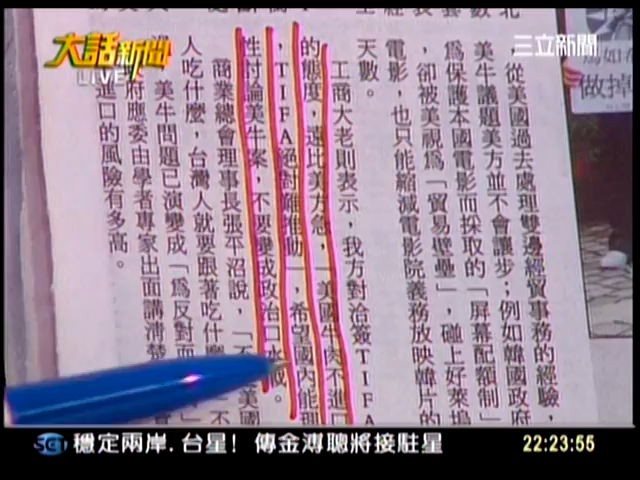 大話新聞
LIVE
三立新聞
做掉
從美國過去處理雙邊經貿事務的經驗，
美牛議題美方並不會讓步；例如韓國政府
為保護本國電影而採取的「屏幕配額制」
，卻被美視為「貿易壁壘」，碰上好萊塢
電影，也只能縮減電影院義務放映韓片的
天數。
工商大老則表示，我方對洽簽TIFA
的態度，遠比美方急，「美國牛肉不進口
，TIFA絕對難推動」，希望國內能理
性討論美牛案，不要變成政治口水戰。
商業總會理事長張平沼說，「不 美國
人吃什麼，台灣人就要跟著吃什麼 不
美牛問題已演變成「為反對而
府應委由學者專家出面講清楚
進口的風險有多高。
SET 穩定兩岸．台星！ 傳金溥聰將接駐星 22:23:55